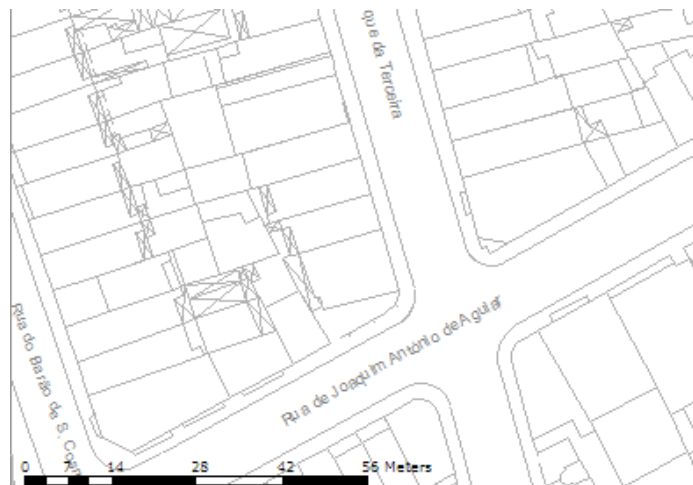 que da Terceira
Rua de Joaquim António de Aguiar
Rua do Barão de S. Cosm
0 7 14 28 42 56 Meters